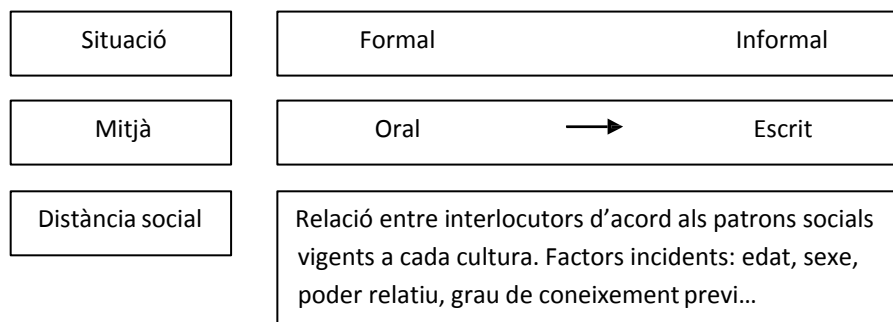 Situació
Formal Informal
Mitjà
Oral Escrit
Distància social
Relació entre interlocutors d’acord als patrons socials
vigents a cada cultura. Factors incidents: edat, sexe,
poder relatiu, grau de coneixement previ…